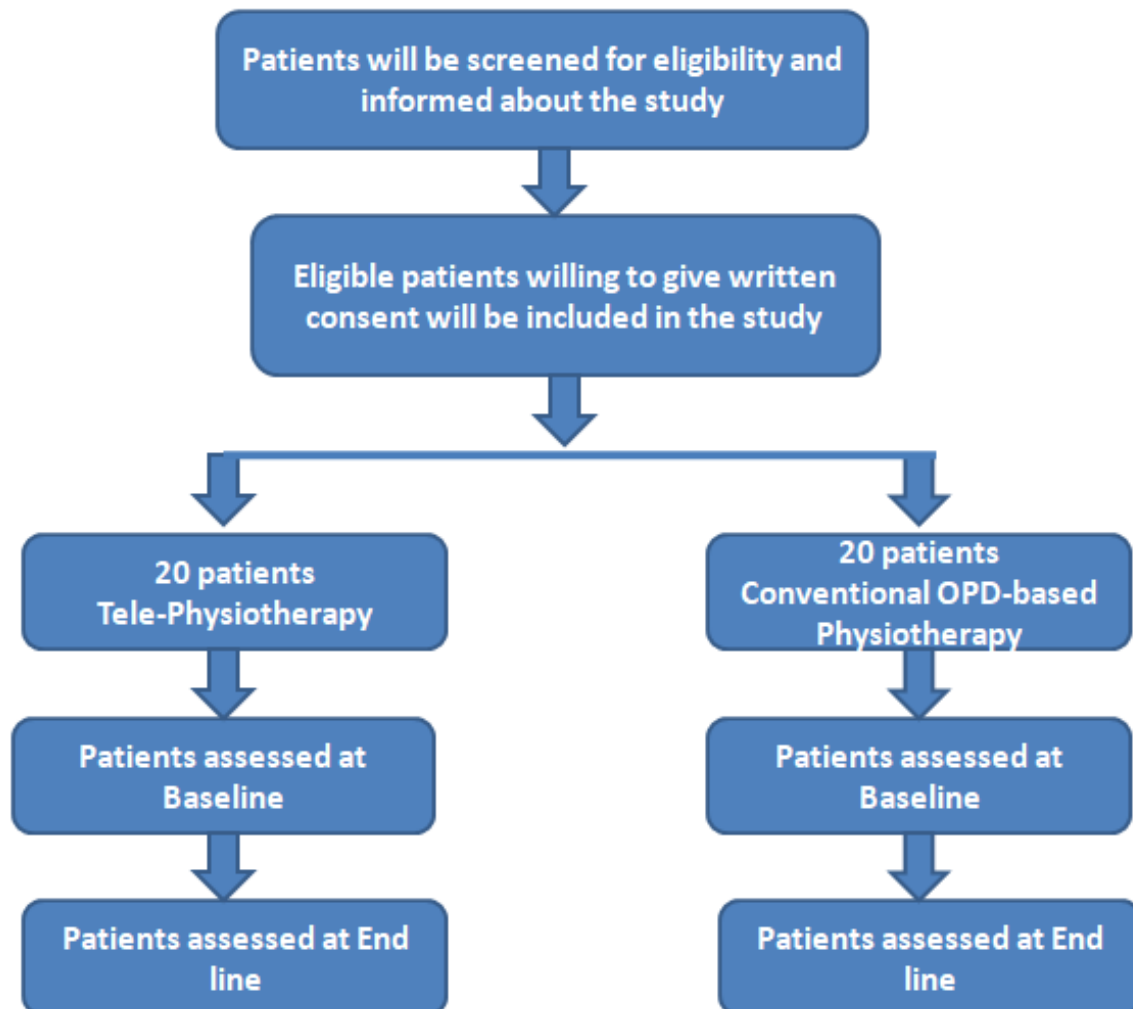 Patients will be screened for eligibility and
informed about the study
Eligible patients willing to give written
consent will be included in the study
20 patients
Tele-Physiotherapy
20 patients
Conventional OPD-based
Physiotherapy
Patients assessed at
Baseline
Patients assessed at
Baseline
Patients assessed at End
line
Patients assessed at End
line